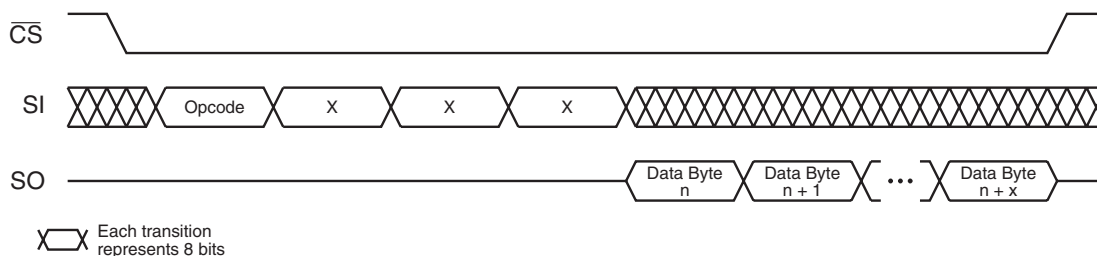 CS
SI
Opcode X X X
SO
Data Byte n
Data Byte n + 1
•••
Data Byte n + x
Each transition
represents 8 bits